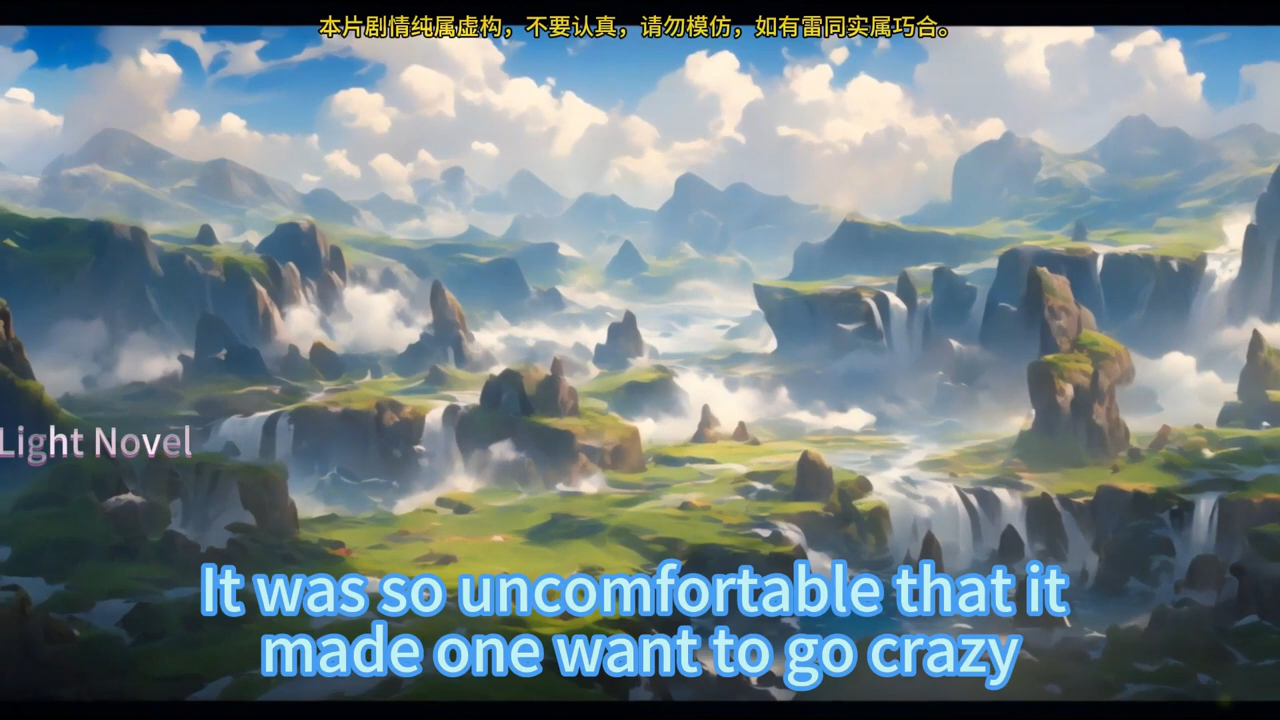 本片剧情纯属虚构，不要认真，请勿模仿，如有雷同实属巧合。
Light Novel
It was so uncomfortable that it
made one want to go crazy